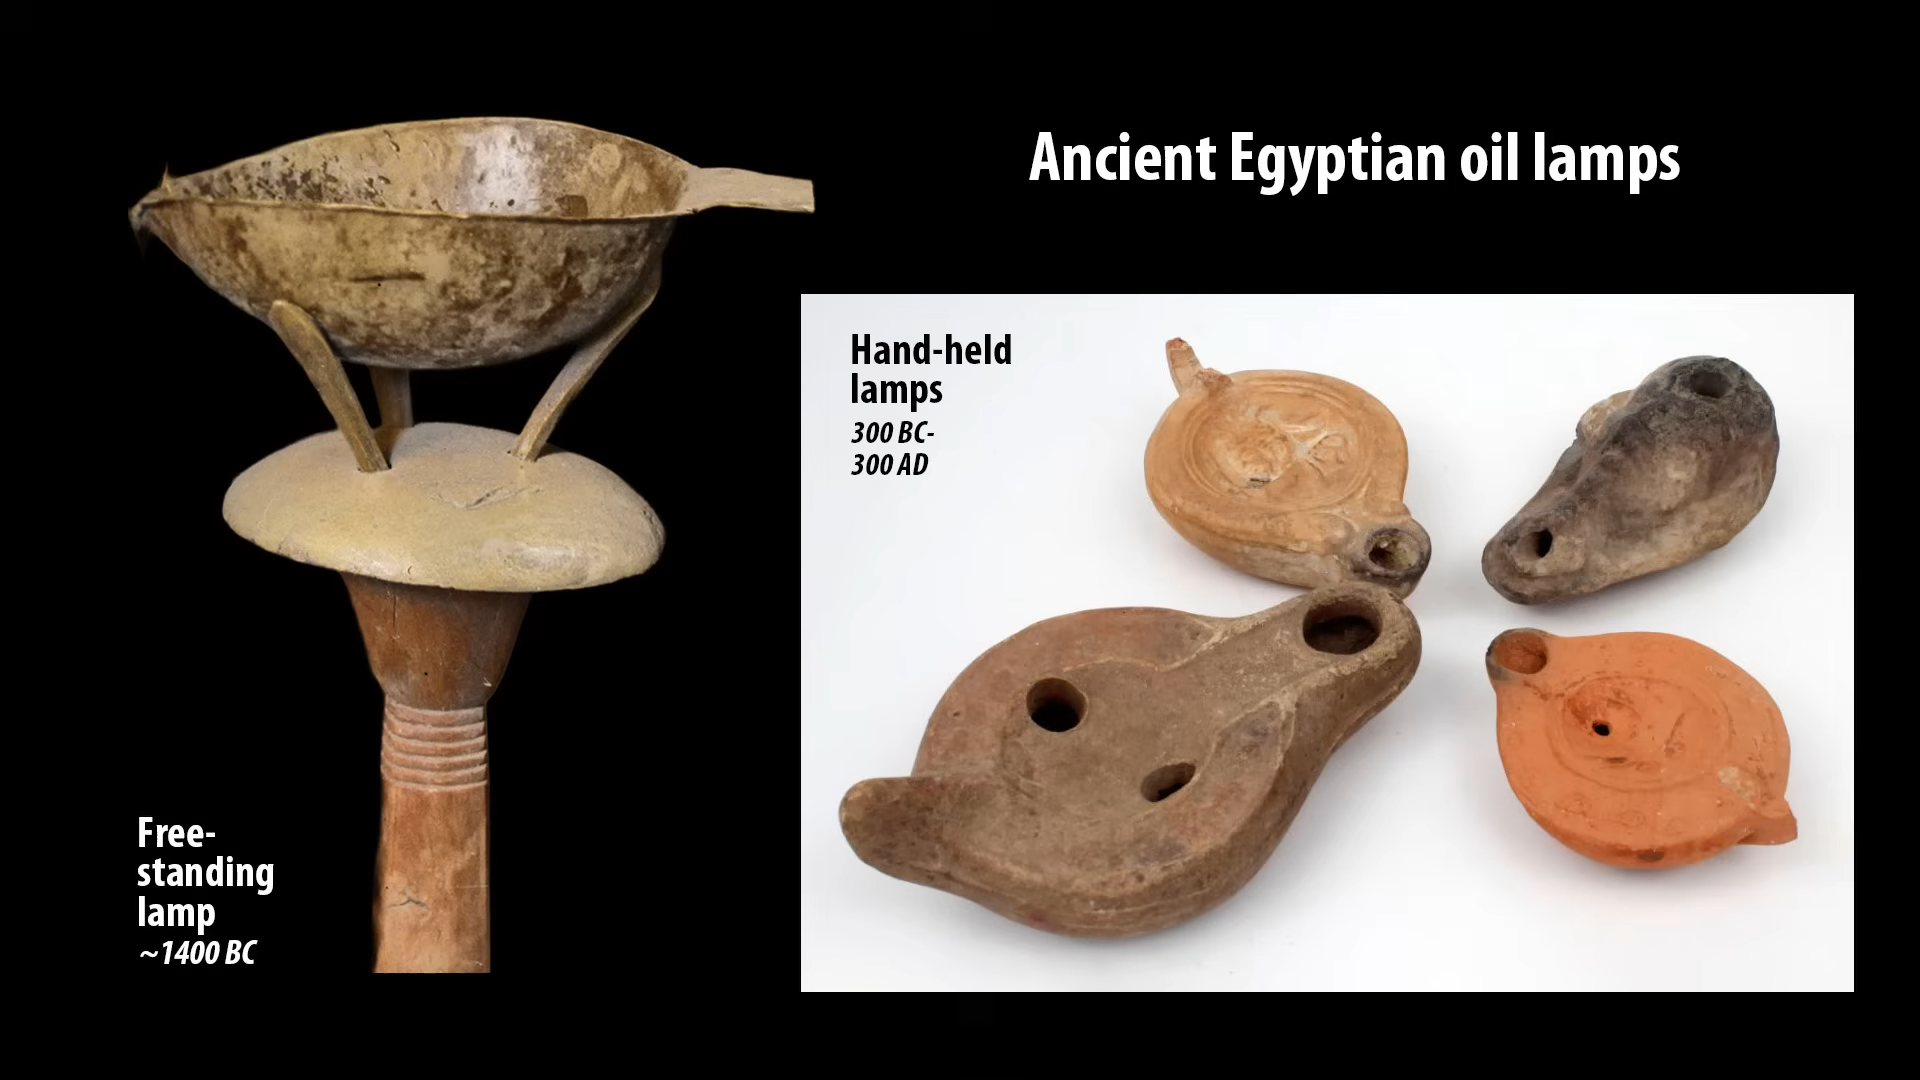 Ancient Egyptian oil lamps
Hand-held
lamps
300 BC-
300 AD
Free-
standing
lamp
~1400 BC